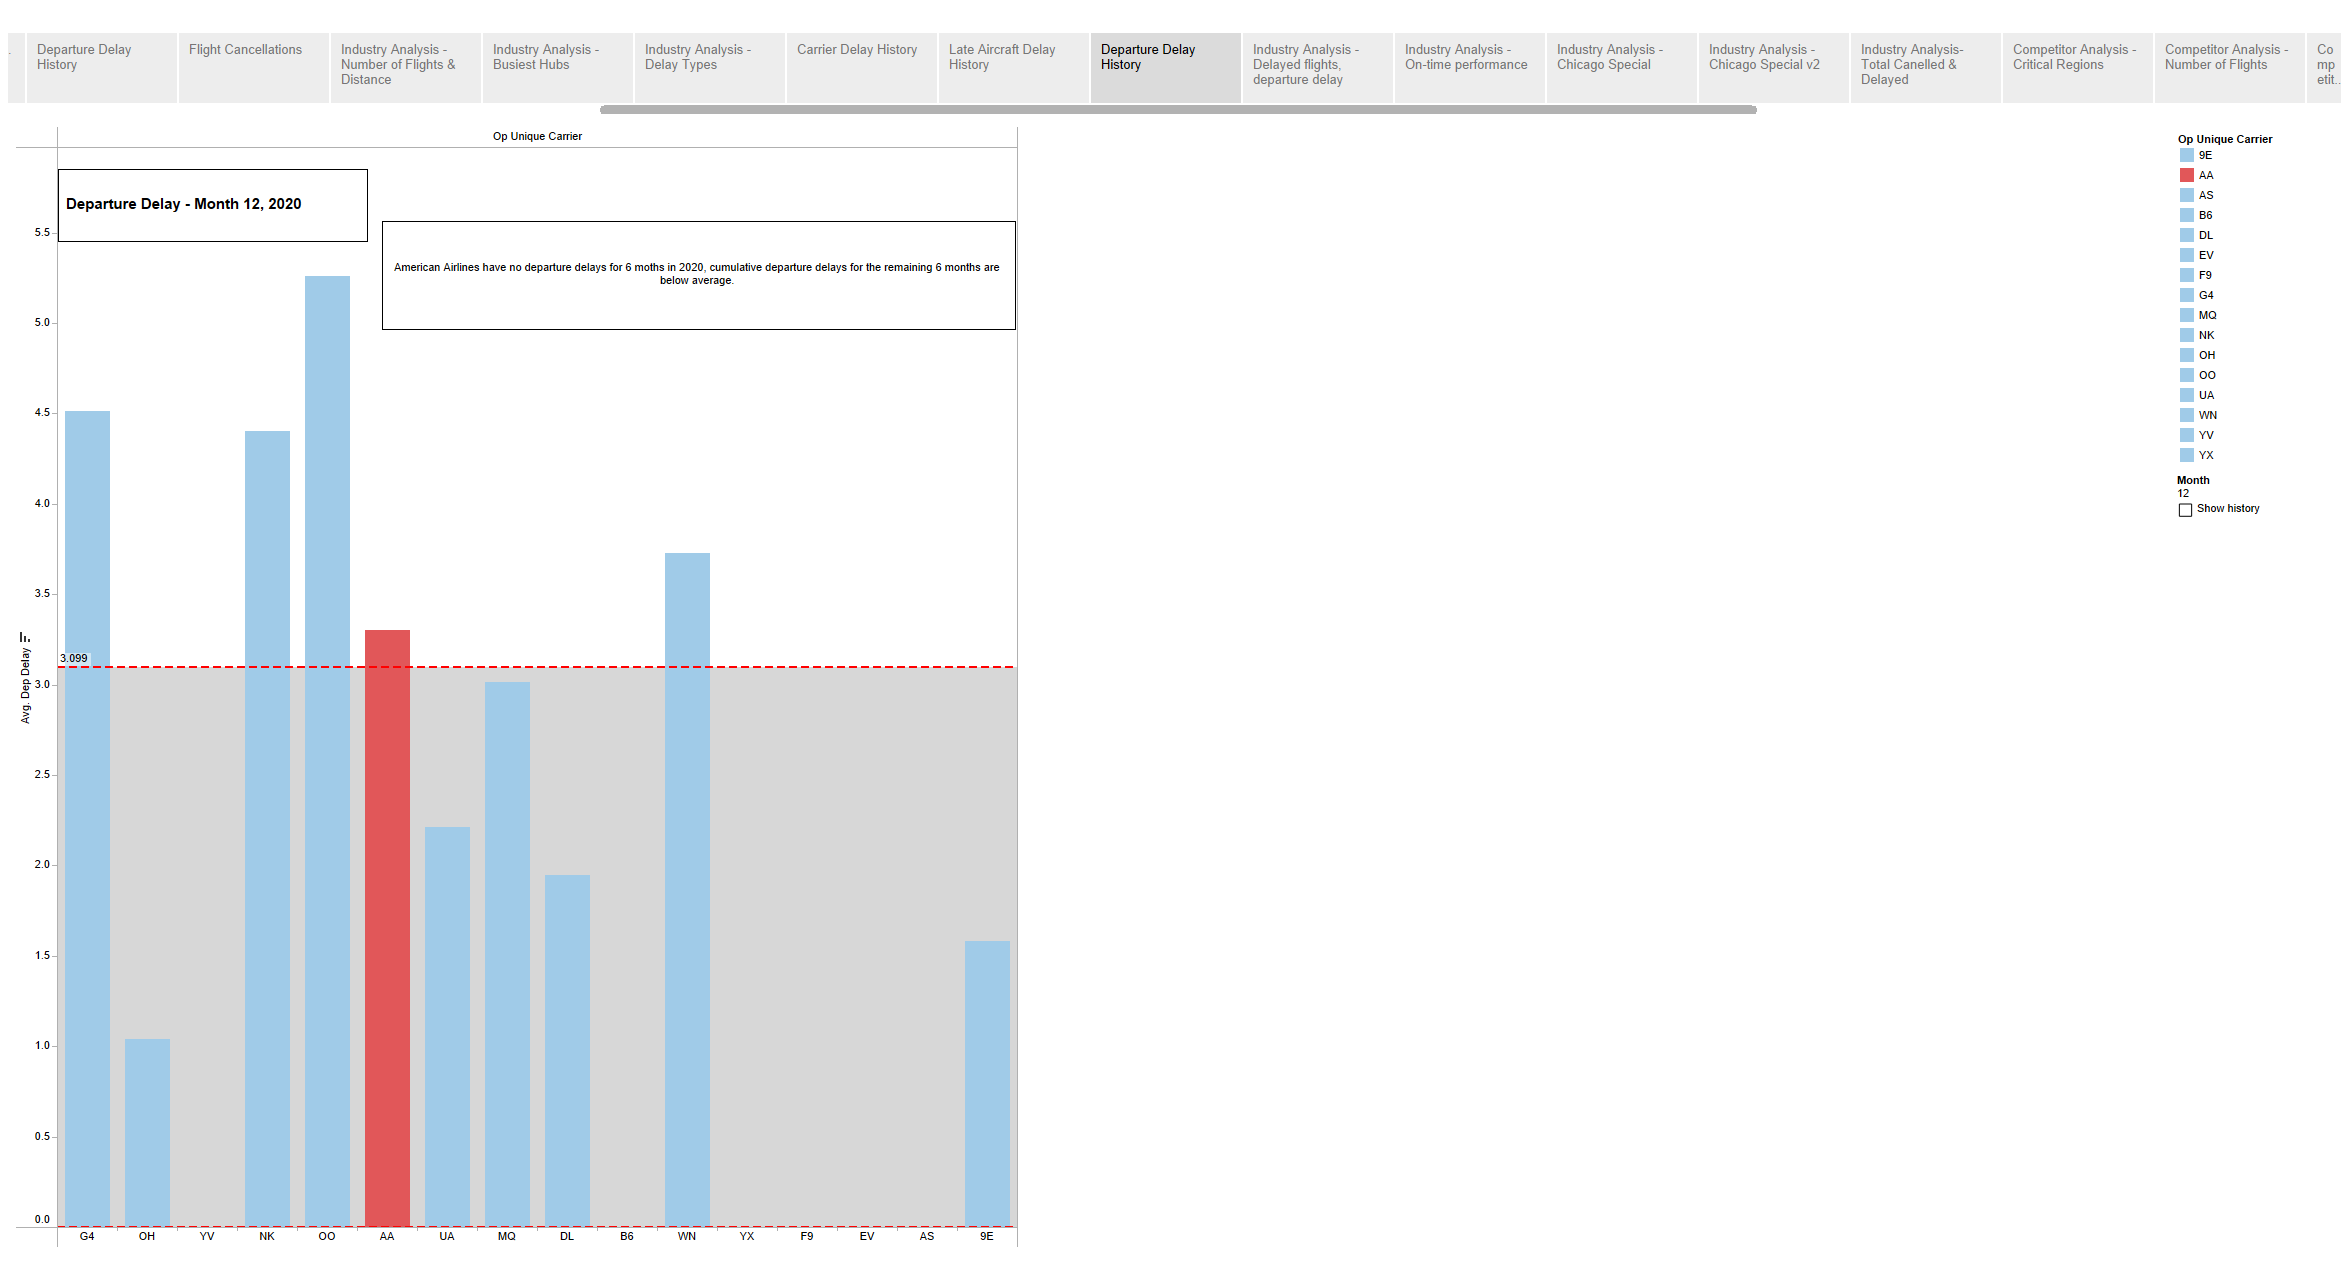 Departure Delay
History
Flight Cancellations
Industry Analysis -
Number of Flights &
Distance
Industry Analysis -
Busiest Hubs
Industry Analysis -
Delay Types
Carrier Delay History
Late Aircraft Delay
History
Departure Delay
History
Industry Analysis -
Delayed flights,
departure delay
Industry Analysis -
On-time performance
Industry Analysis -
Chicago Special
Industry Analysis -
Chicago Special v2
Industry Analysis-
Total Canelled &
Delayed
Competitor Analysis -
Critical Regions
Competitor Analysis -
Number of Flights
Co
mp
etit..
Op Unique Carrier
Departure Delay - Month 12, 2020
American Airlines have no departure delays for 6 moths in 2020, cumulative departure delays for the remaining 6 months are
below average.
5.5
5.0
4.5
4.0
3.5
3.099
3.0
2.5
2.0
1.5
1.0
0.5
0.0
Avg. Dep Delay
G4 OH YV NK OO AA UA MQ DL B6 WN YX F9 EV AS 9E
Op Unique Carrier
9E
AA
AS
B6
DL
EV
F9
G4
MQ
NK
OH
OO
UA
WN
YV
YX
Month
12
Show history